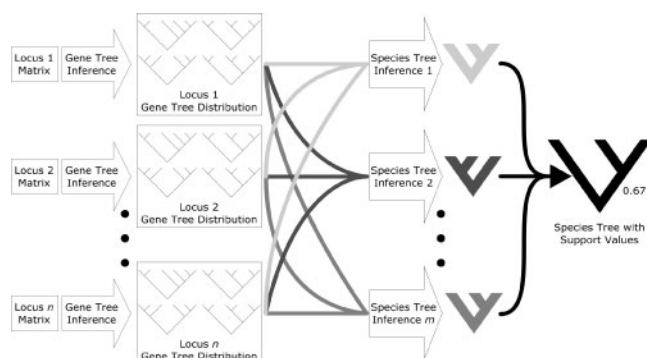 Locus 1
Matrix
Gene Tree
Inference
Locus 1
Gene Tree Distribution
Species Tree
Inference 1
Locus 2
Matrix
Gene Tree
Inference
Locus 2
Gene Tree Distribution
Species Tree
Inference 2
0.67
Species Tree with
Support Values
Locus n
Matrix
Gene Tree
Inference
Locus n
Gene Tree Distribution
Species Tree
Inference m